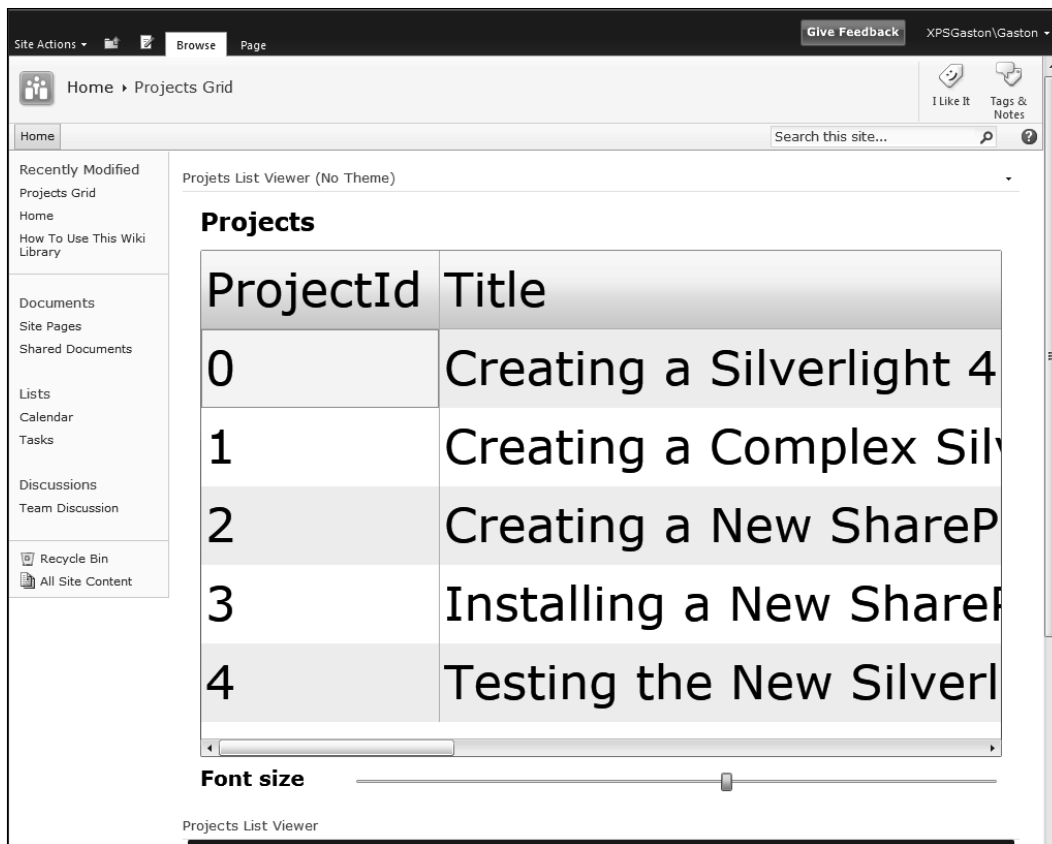 Give Feedback XPSGaston\Gaston
Site Actions Browse Page
Home Projects Grid
I Like It Tags &
Notes
Home Search this site...
Recently Modified
Projects Grid
Home
How To Use This Wiki
Library
Documents
Site Pages
Shared Documents
Lists
Calendar
Tasks
Discussions
Team Discussion
Recycle Bin
All Site Content
Projets List Viewer (No Theme)
Projects
ProjectId Title
0 Creating a Silverlight 4
1 Creating a Complex Silv
2 Creating a New ShareP
3 Installing a New ShareP
4 Testing the New Silverl
Font size
Projects List Viewer